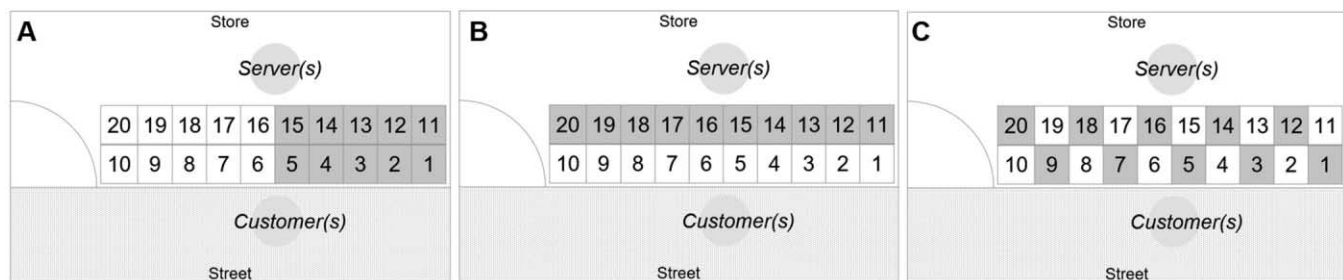 A
Store
Server(s)
20 19 18 17 16 15 14 13 12 11
10 9 8 7 6 5 4 3 2 1
Customer(s)
Street
B
Store
Server(s)
20 19 18 17 16 15 14 13 12 11
10 9 8 7 6 5 4 3 2 1
Customer(s)
Street
C
Store
Server(s)
20 19 18 17 16 15 14 13 12 11
10 9 8 7 6 5 4 3 2 1
Customer(s)
Street